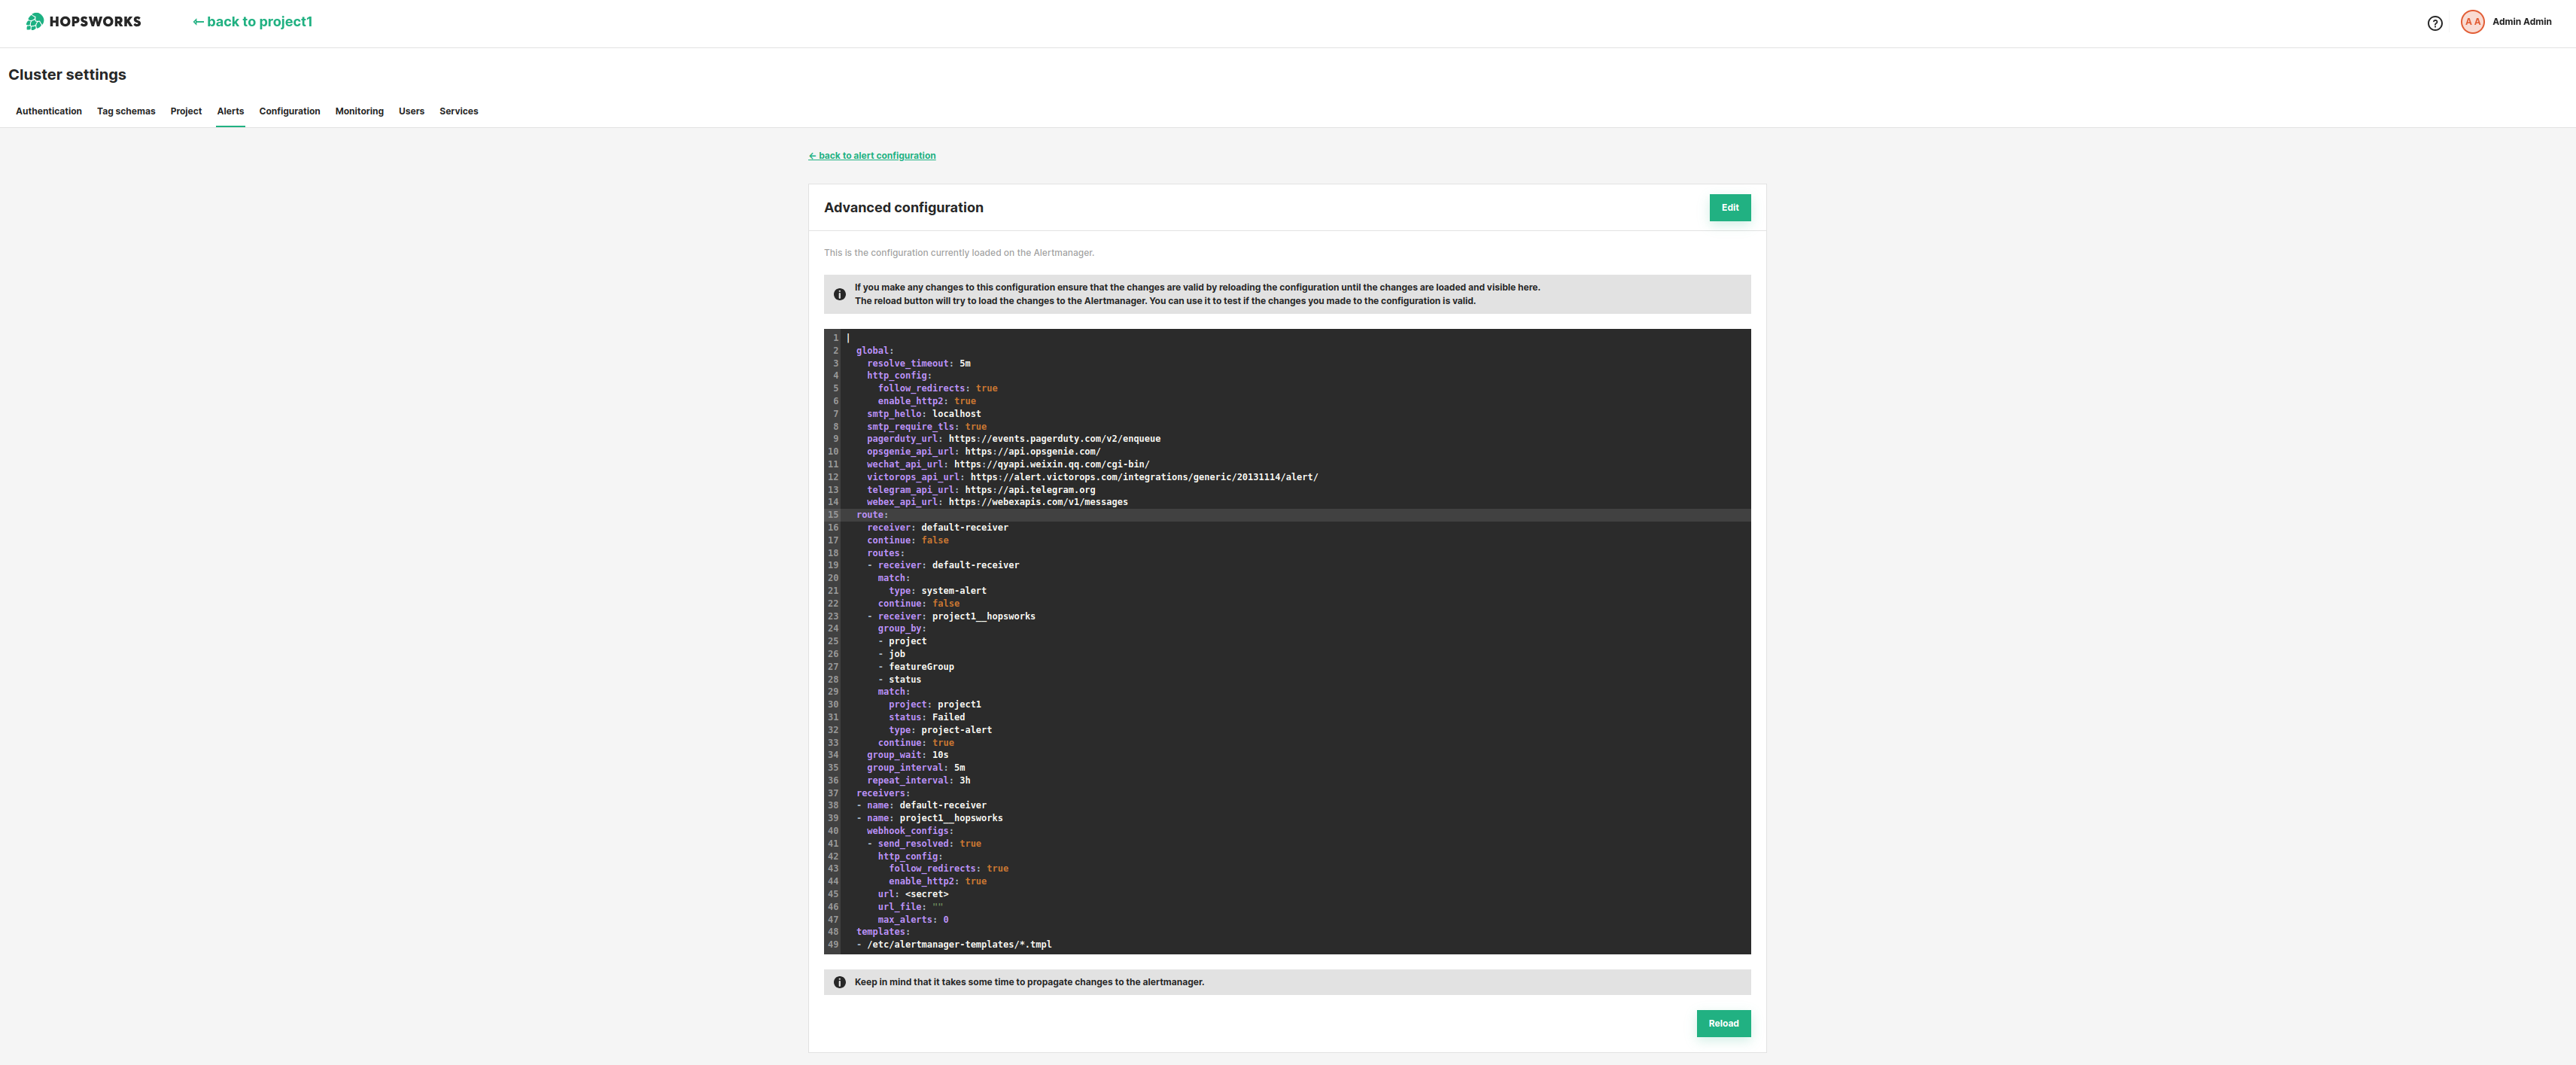 HOPSWORKS
← back to project1
?
A A
Admin Admin
Cluster settings
Authentication Tag schemas Project Alerts Configuration Monitoring Users Services
← back to alert configuration
Advanced configuration
Edit
This is the configuration currently loaded on the Alertmanager.
If you make any changes to this configuration ensure that the changes are valid by reloading the configuration until the changes are loaded and visible here.
The reload button will try to load the changes to the Alertmanager. You can use it to test if the changes you made to the configuration is valid.
1 |
2 global:
3 resolve_timeout: 5m
4 http_config:
5 follow_redirects: true
6 enable_http2: true
7 smtp_hello: localhost
8 smtp_require_tls: true
9 pagerduty_url: https://events.pagerduty.com/v2/enqueue
10 opsgenie_api_url: https://api.opsgenie.com/
11 wechat_api_url: https://qyapi.weixin.qq.com/cgi-bin/
12 victorops_api_url: https://alert.victorops.com/integrations/generic/20131114/alert/
13 telegram_api_url: https://api.telegram.org
14 webex_api_url: https://webexapis.com/v1/messages
15 route:
16 receiver: default-receiver
17 continue: false
18 routes:
19 - receiver: default-receiver
20 match:
21 type: system-alert
22 continue: false
23 - receiver: project1__hopsworks
24 group_by:
25 - project
26 - job
27 - featureGroup
28 - status
29 match:
30 project: project1
31 status: Failed
32 type: project-alert
33 continue: true
34 group_wait: 10s
35 group_interval: 5m
36 repeat_interval: 3h
37 receivers:
38 - name: default-receiver
39 - name: project1__hopsworks
40 webhook_configs:
41 - send_resolved: true
42 http_config:
43 follow_redirects: true
44 enable_http2: true
45 url: <secret>
46 url_file: ""
47 max_alerts: 0
48 templates:
49 - /etc/alertmanager-templates/*.tmpl
Keep in mind that it takes some time to propagate changes to the alertmanager.
Reload